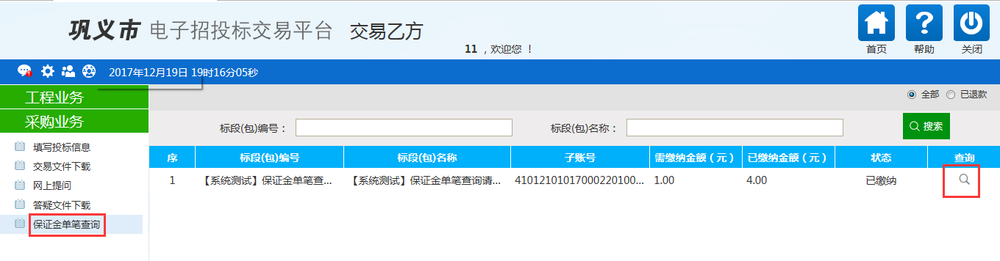 巩义市 电子招投标交易平台 交易乙方
11 ，欢迎您 ！
首页 帮助 关闭
2017年12月19日 19时16分05秒
工程业务
全部 已退款
采购业务
标段(包)编号： 标段(包)名称： 搜索
填写投标信息
交易文件下载
网上提问
答疑文件下载
保证金单笔查询
序 标段(包)编号 标段(包)名称 子账号 需缴纳金额（元） 已缴纳金额（元） 状态 查询
1 【系统测试】保证金单笔查... 【系统测试】保证金单笔查询请... 41012101017000220100... 1.00 4.00 已缴纳